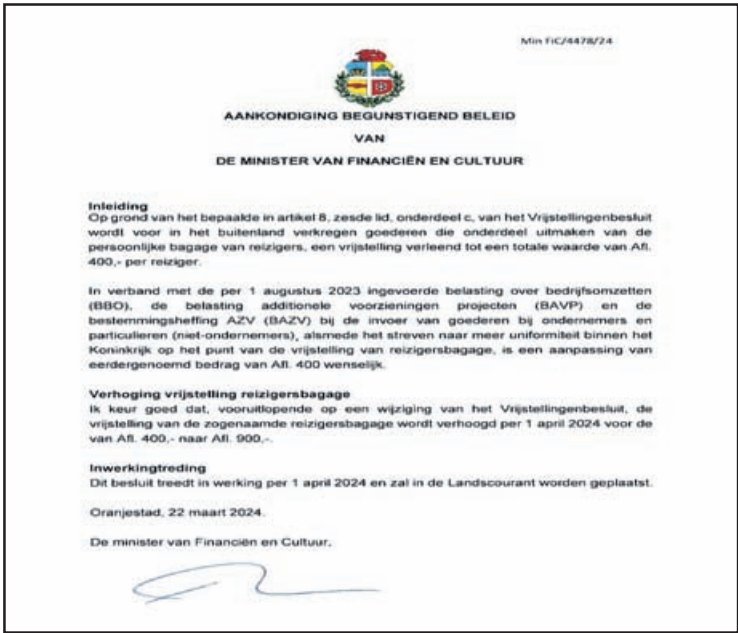 Min FiC/4478/24
AANKONDIGING BEGUNSTIGEND BELEID
VAN
DE MINISTER VAN FINANCIËN EN CULTUUR
Inleiding
Op grond van het bepaalde in artikel 8, zesde lid, onderdeel c, van het Vrijstellingenbesluit
wordt voor in het buitenland verkregen goederen die onderdeel uitmaken van de
persoonlijke bagage van reizigers, een vrijstelling verleend tot een totale waarde van Afl.
400,- per reiziger.
In verband met de per 1 augustus 2023 ingevoerde belasting over bedrijfsomzetten
(BBO), de belasting additionele voorzieningen projecten (BAVP) en de
bestemmingsheffing AZV (BAZV) bij de invoer van goederen bij ondernemers en
particulieren (niet-ondernemers), alsmede het streven naar meer uniformiteit binnen het
Koninkrijk op het punt van de vrijstelling van reizigersbagage, is een aanpassing van
eerdergenoemd bedrag van Afl. 400 wenselijk.
Verhoging vrijstelling reizigersbagage
Ik keur goed dat, vooruitlopende op een wijziging van het Vrijstellingenbesluit, de
vrijstelling van de zogenaamde reizigersbagage wordt verhoogd per 1 april 2024 voor de
van Afl. 400,- naar Afl. 900,-.
Inwerkingtreding
Dit besluit treedt in werking per 1 april 2024 en zal in de Landscourant worden geplaatst.
Oranjestad, 22 maart 2024.
De minister van Financiën en Cultuur,